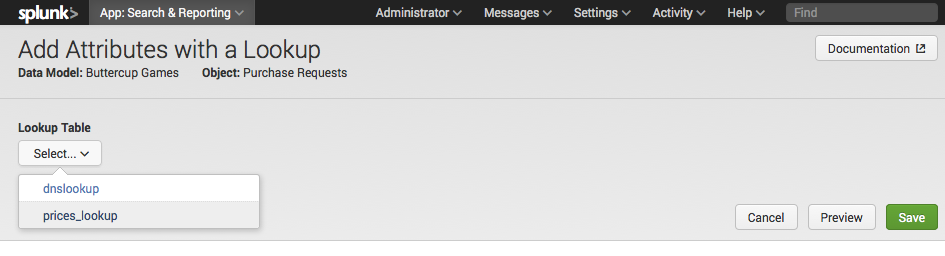 splunk> App: Search & Reporting Administrator Messages Settings Activity Help Find
Add Attributes with a Lookup
Documentation
Data Model: Buttercup Games Object: Purchase Requests
Lookup Table
Select...
dnslookup
prices_lookup
Cancel Preview Save